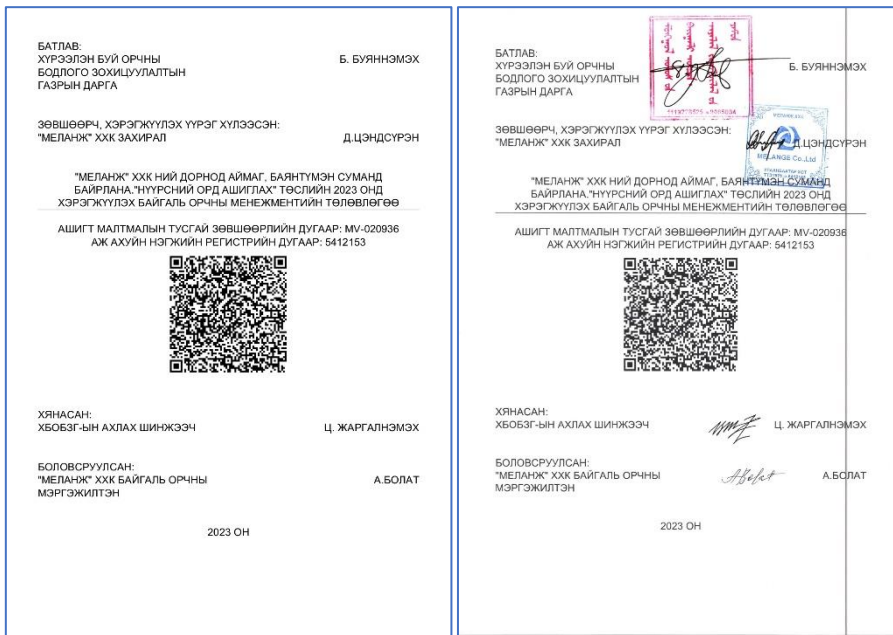 БАТЛАВ:
ХҮРЭЭЛЭН БУЙ ОРЧНЫ Б. БУЯННЭМЭХ
БОДЛОГО ЗОХИЦУУЛАЛТЫН
ГАЗРЫН ДАРГА
ЗӨВШӨӨРЧ, ХЭРЭГЖҮҮЛЭХ ҮҮРЭГ ХҮЛЭЭСЭН:
"МЕЛАНЖ" ХХК ЗАХИРАЛ Д.ЦЭНДСҮРЭН
"МЕЛАНЖ" ХХК НИЙ ДОРНОД АЙМАГ, БАЯНТҮМЭН СУМАНД
БАЙРЛАНА."НҮҮРСНИЙ ОРД АШИГЛАХ" ТӨСЛИЙН 2023 ОНД
ХЭРЭГЖҮҮЛЭХ БАЙГАЛЬ ОРЧНЫ МЕНЕЖМЕНТИЙН ТӨЛӨВЛӨГӨӨ
АШИГТ МАЛТМАЛЫН ТУСГАЙ ЗӨВШӨӨРЛИЙН ДУГААР: MV-020936
АЖ АХУЙН НЭГЖИЙН РЕГИСТРИЙН ДУГААР: 5412153
ХЯНАСАН:
ХБОБЗГ-ЫН АХЛАХ ШИНЖЭЭЧ Ц. ЖАРГАЛНЭМЭХ
БОЛОВСРУУЛСАН:
"МЕЛАНЖ" ХХК БАЙГАЛЬ ОРЧНЫ А.БОЛАТ
МЭРГЭЖИЛТЭН
2023 ОН
БАТЛАВ:
ХҮРЭЭЛЭН БУЙ ОРЧНЫ Б. БУЯННЭМЭХ
БОДЛОГО ЗОХИЦУУЛАЛТЫН
ГАЗРЫН ДАРГА
ЗӨВШӨӨРЧ, ХЭРЭГЖҮҮЛЭХ ҮҮРЭГ ХҮЛЭЭСЭН:
"МЕЛАНЖ" ХХК ЗАХИРАЛ Д.ЦЭНДСҮРЭН
MELANGE Co.,Ltd
"МЕЛАНЖ" ХХК НИЙ ДОРНОД АЙМАГ, БАЯНТҮМЭН СУМАНД
БАЙРЛАНА."НҮҮРСНИЙ ОРД АШИГЛАХ" ТӨСЛИЙН 2023 ОНД
ХЭРЭГЖҮҮЛЭХ БАЙГАЛЬ ОРЧНЫ МЕНЕЖМЕНТИЙН ТӨЛӨВЛӨГӨӨ
АШИГТ МАЛТМАЛЫН ТУСГАЙ ЗӨВШӨӨРЛИЙН ДУГААР: MV-020936
АЖ АХУЙН НЭГЖИЙН РЕГИСТРИЙН ДУГААР: 5412153
ХЯНАСАН:
ХБОБЗГ-ЫН АХЛАХ ШИНЖЭЭЧ Ц. ЖАРГАЛНЭМЭХ
БОЛОВСРУУЛСАН:
"МЕЛАНЖ" ХХК БАЙГАЛЬ ОРЧНЫ ABolat А.БОЛАТ
МЭРГЭЖИЛТЭН
2023 ОН